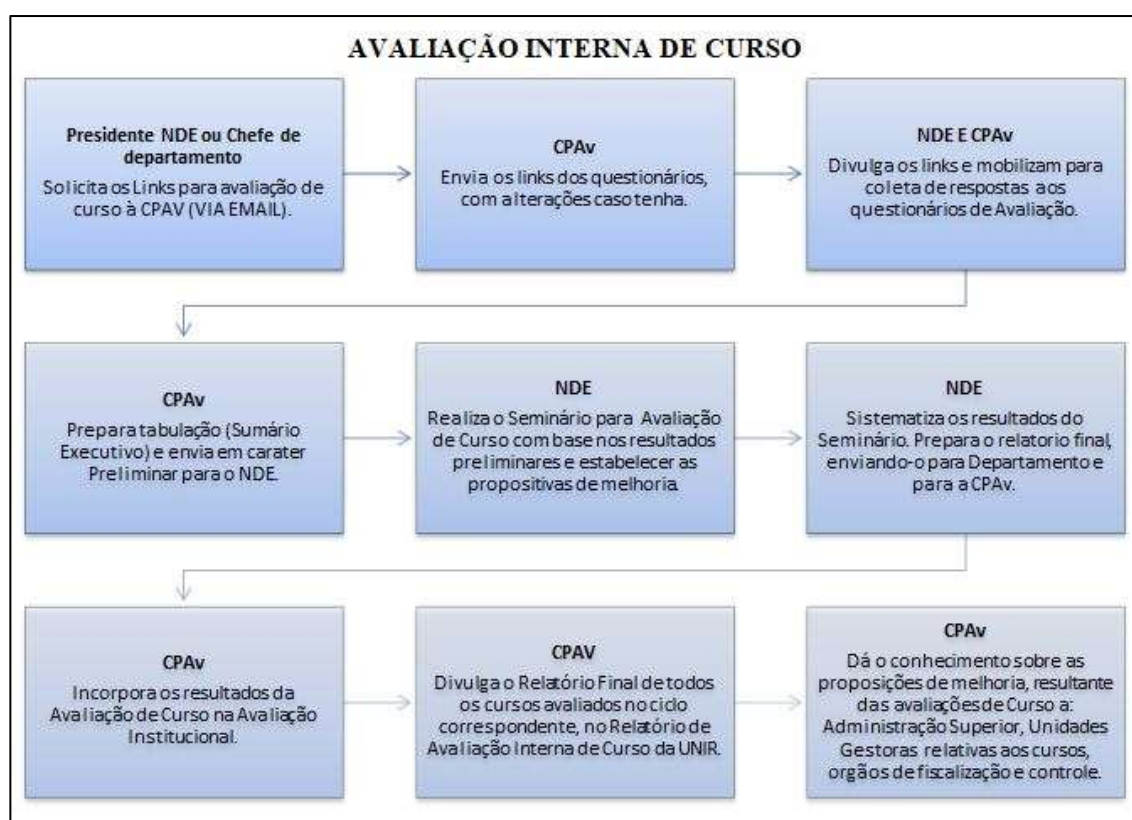 AVALIAÇÃO INTERNA DE CURSO
Presidente NDE ou Chefe de
departamento
Solicita os Links para avaliação de
curso à CPAV (VIA EMAIL).
CPAv
Envia os links dos questionários,
com alterações caso tenha.
NDE E CPAv
Divulga os links e mobilizam para
coleta de respostas aos
questionários de Avaliação.
CPAv
Prepara tabulação (Sumário
Executivo) e envia em carater
Preliminar para o NDE.
NDE
Realiza o Seminário para Avaliação
de Curso com base nos resultados
preliminares e estabelecer as
propositivas de melhoria.
NDE
Sistematiza os resultados do
Seminário. Prepara o relatorio final,
enviando-o para Departamento e
para a CPAv.
CPAv
Incorpora os resultados da
Avaliação de Curso na Avaliação
Institucional.
CPAV
Divulga o Relatório Final de todos
os cursos avaliados no ciclo
correspondente, no Relatório de
Avaliação Interna de Curso da UNIR.
CPAv
Dá o conhecimento sobre as
proposições de melhoria, resultante
das avaliações de Curso a:
Administração Superior, Unidades
Gestoras relativas aos cursos,
orgãos de fiscalização e controle.